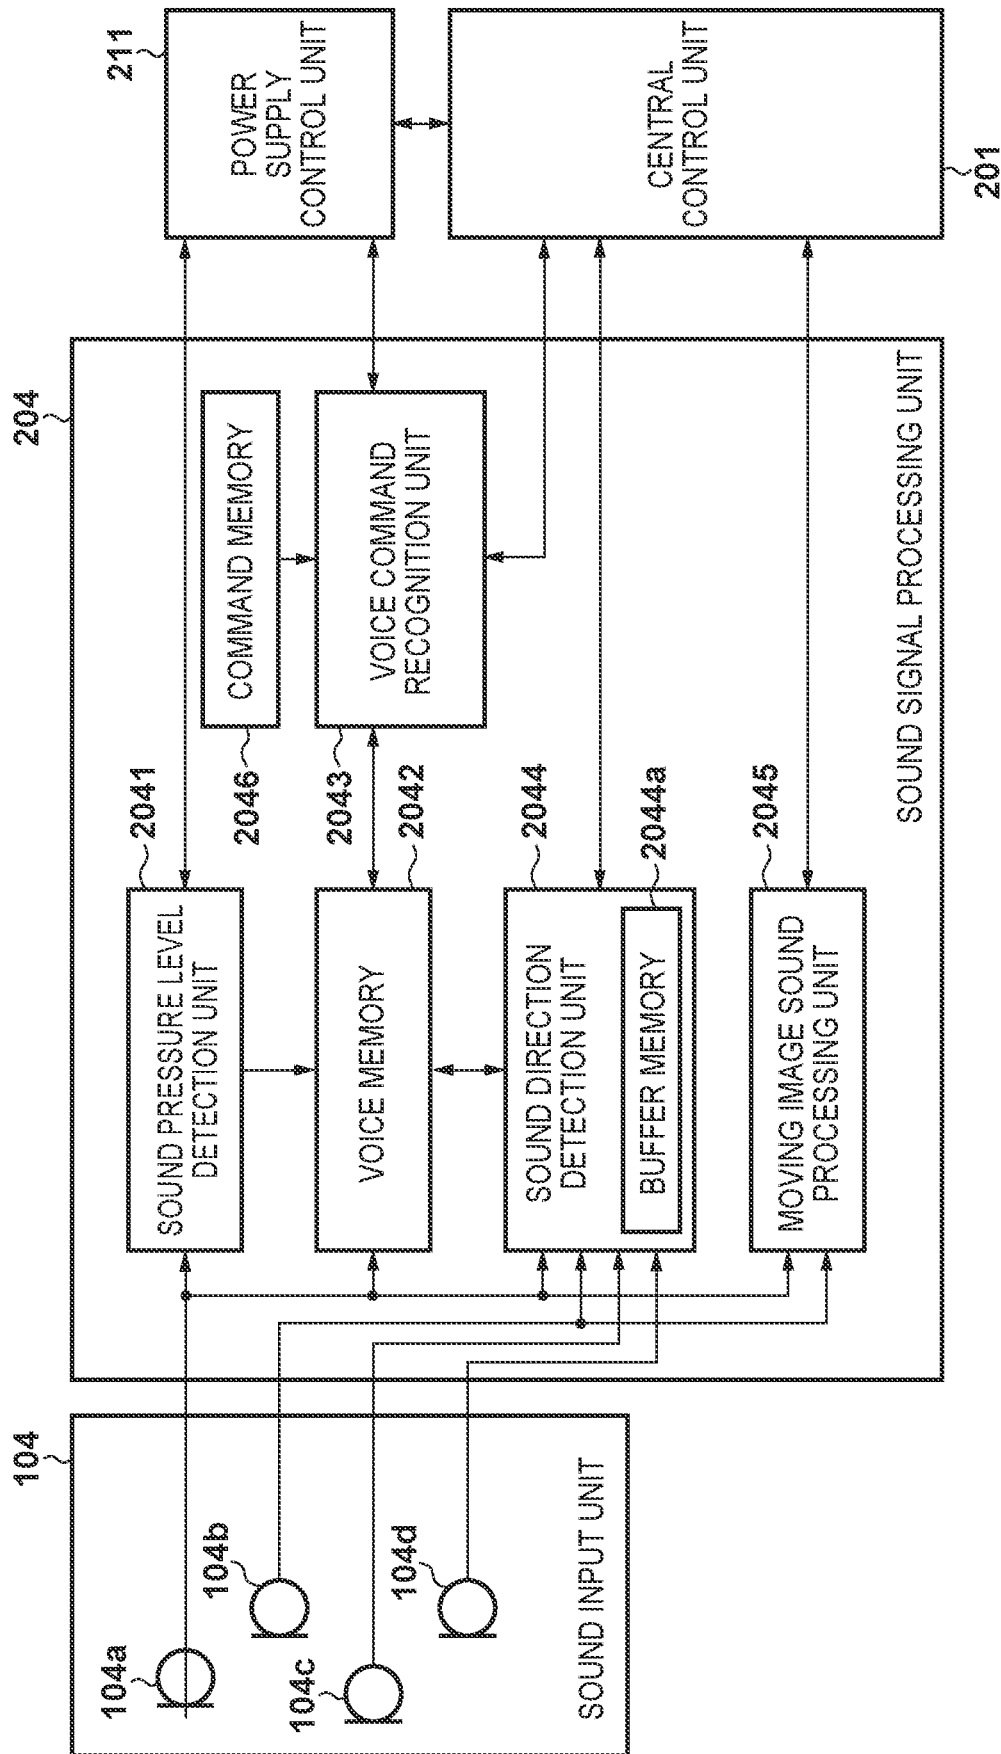 104
104a
104b
104c
104d
SOUND INPUT UNIT
204
2041
SOUND PRESSURE LEVEL
DETECTION UNIT
2046
COMMAND MEMORY
2043
VOICE COMMAND
RECOGNITION UNIT
2042
VOICE MEMORY
2044
SOUND DIRECTION
DETECTION UNIT
2044a
BUFFER MEMORY
2045
MOVING IMAGE SOUND
PROCESSING UNIT
SOUND SIGNAL PROCESSING UNIT
211
POWER
SUPPLY
CONTROL UNIT
CENTRAL
CONTROL UNIT
201